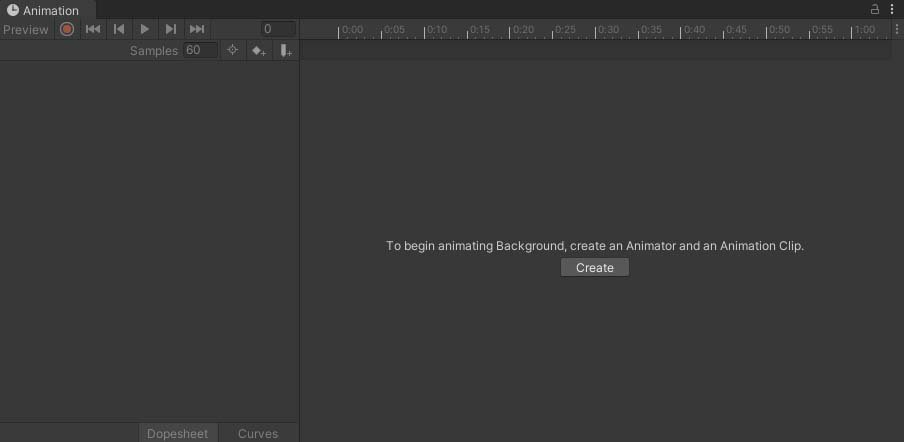 Animation
Preview 0 0:00 0:05 0:10 0:15 0:20 0:25 0:30 0:35 0:40 0:45 0:50 0:55 1:00
Samples 60
To begin animating Background, create an Animator and an Animation Clip.
Create
Dopesheet Curves